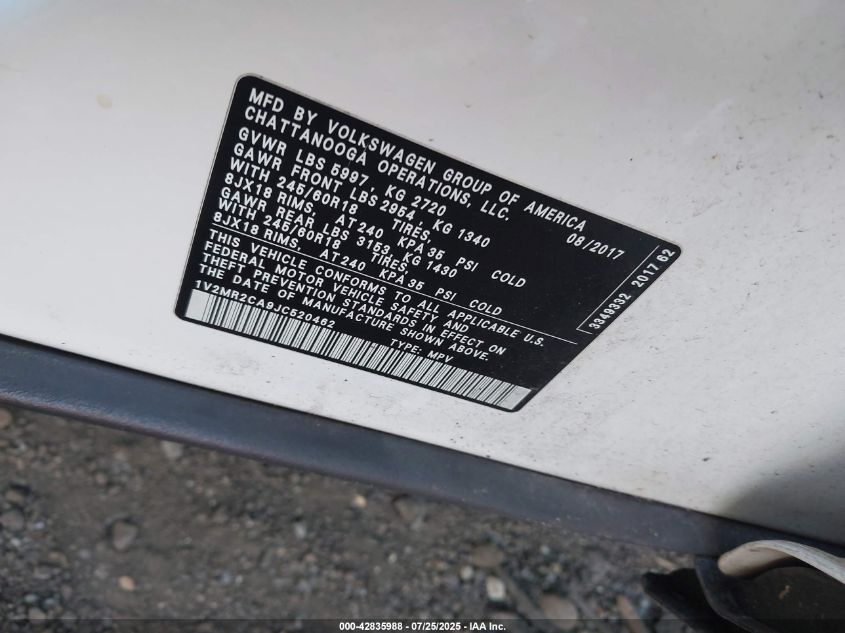 MFD BY VOLKSWAGEN GROUP OF AMERICA
CHATTANOOGA OPERATIONS, LLC.
08/2017
GVWR LBS 5997, KG 2720
GAWR FRONT LBS 2954, KG 1340
WITH 245/60R18 TIRES,
8JX18 RIMS, AT 240 KPA 35 PSI COLD
GAWR REAR LBS 3153, KG 1430
WITH 245/60R18 TIRES,
8JX18 RIMS, AT 240 KPA 35 PSI COLD
THIS VEHICLE CONFORMS TO ALL APPLICABLE U.S.
FEDERAL MOTOR VEHICLE SAFETY AND
THEFT PREVENTION STANDARDS IN EFFECT ON
THE DATE OF MANUFACTURE SHOWN ABOVE.
1V2MR2CA9JC520462
TYPE: MPV
3349332 2017 62
000-42835988 - 07/25/2025 - IAA Inc.